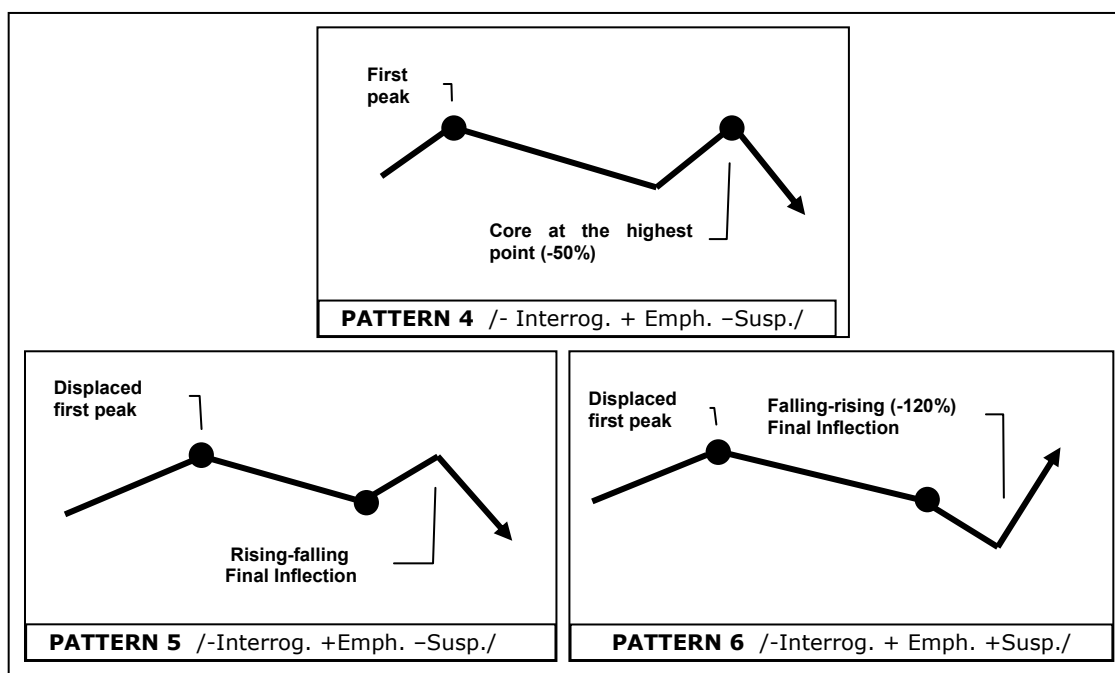 First
peak
Core at the highest
point (-50%)
PATTERN 4 /- Interrog. + Emph. –Susp./
Displaced
first peak
Rising-falling
Final Inflection
PATTERN 5 /-Interrog. +Emph. –Susp./
Displaced
first peak
Falling-rising (-120%)
Final Inflection
PATTERN 6 /-Interrog. + Emph. +Susp./